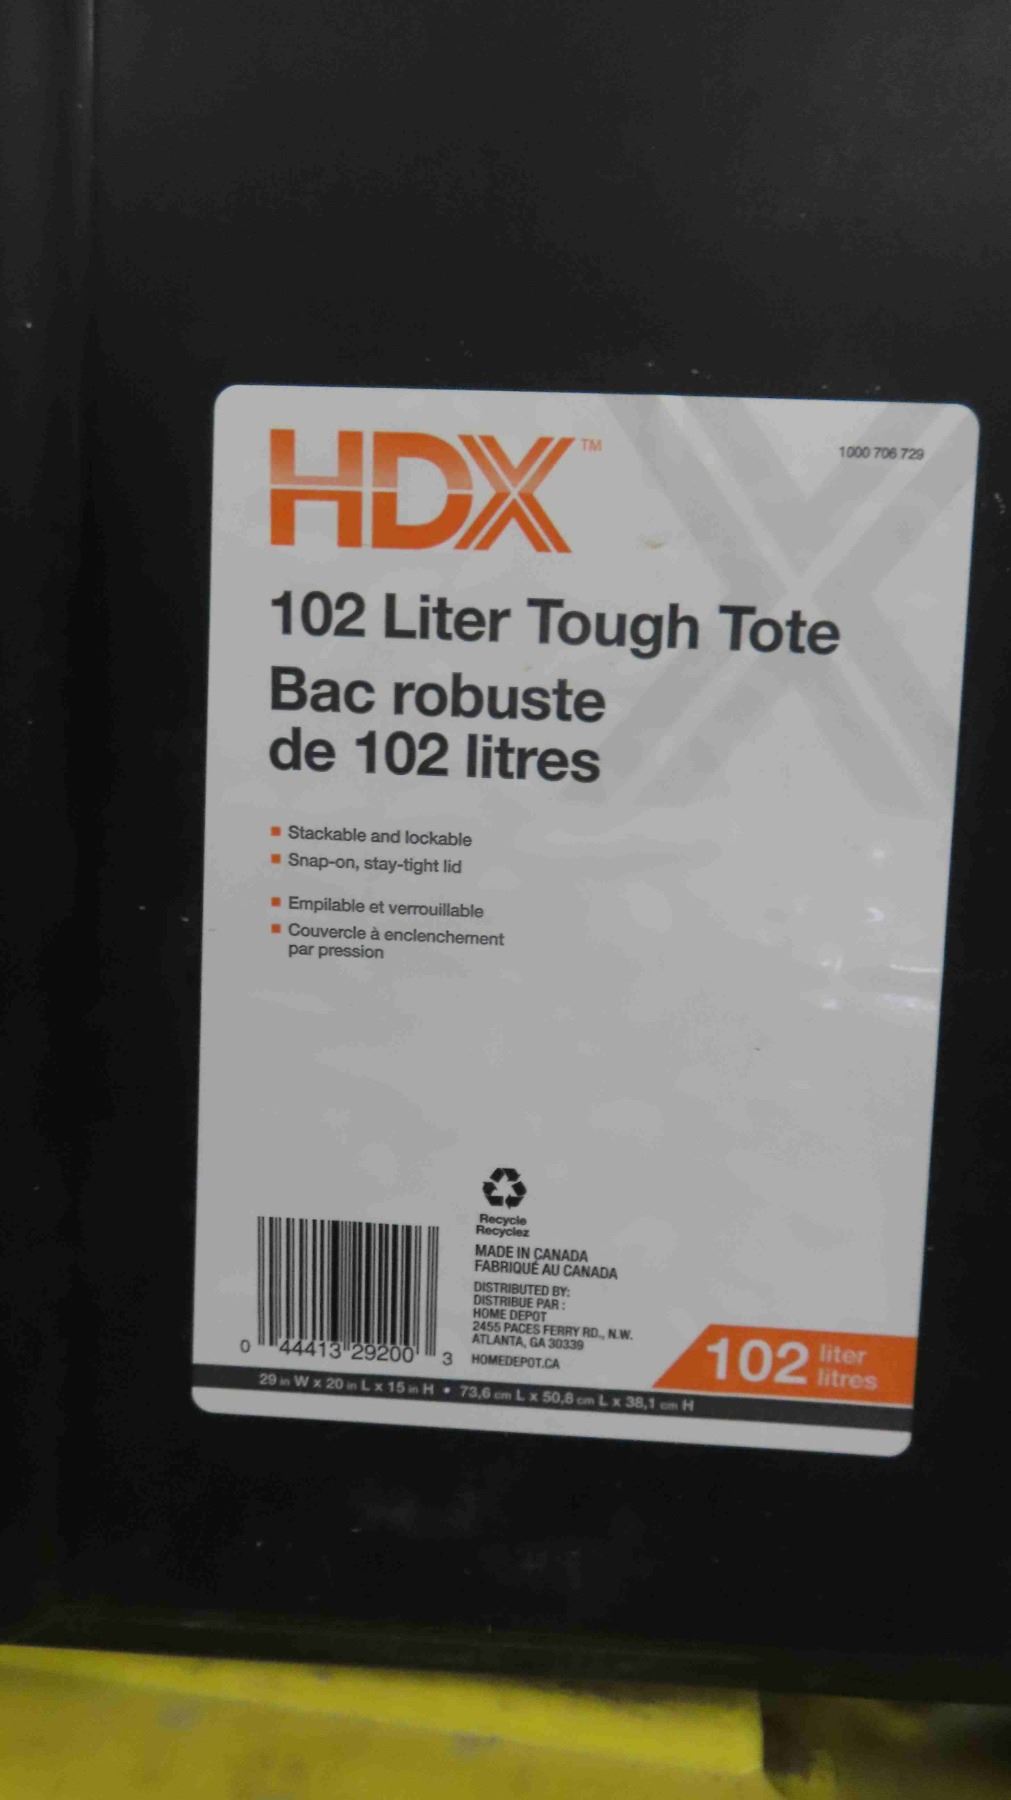 HDX™
1000 706 729
102 Liter Tough Tote
Bac robuste
de 102 litres
Stackable and lockable
Snap-on, stay-tight lid
Empilable et verrouillable
Couvercle à enclenchement
par pression
Recycle
Recyclez
MADE IN CANADA
FABRIQUÉ AU CANADA
DISTRIBUTED BY:
DISTRIBUE PAR :
HOME DEPOT
2455 PACES FERRY RD., N.W.
ATLANTA, GA 30339
HOMEDEPOT.CA
0 44413 29200 3
102 liter
litres
29 in W x 20 in L x 15 in H • 73,6 cm L x 50,8 cm L x 38,1 cm H